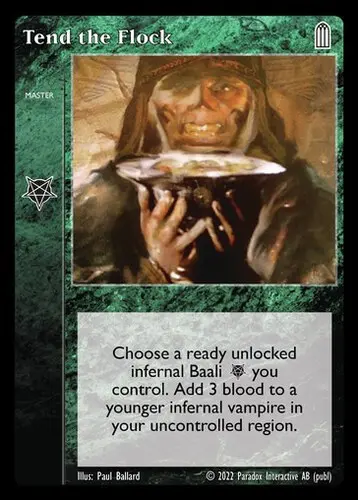 Tend the Flock
MASTER
Choose a ready unlocked
infernal Baali you
control. Add 3 blood to a
younger infernal vampire in
your uncontrolled region.
Illus: Paul Ballard © 2022 Paradox Interactive AB (publ)